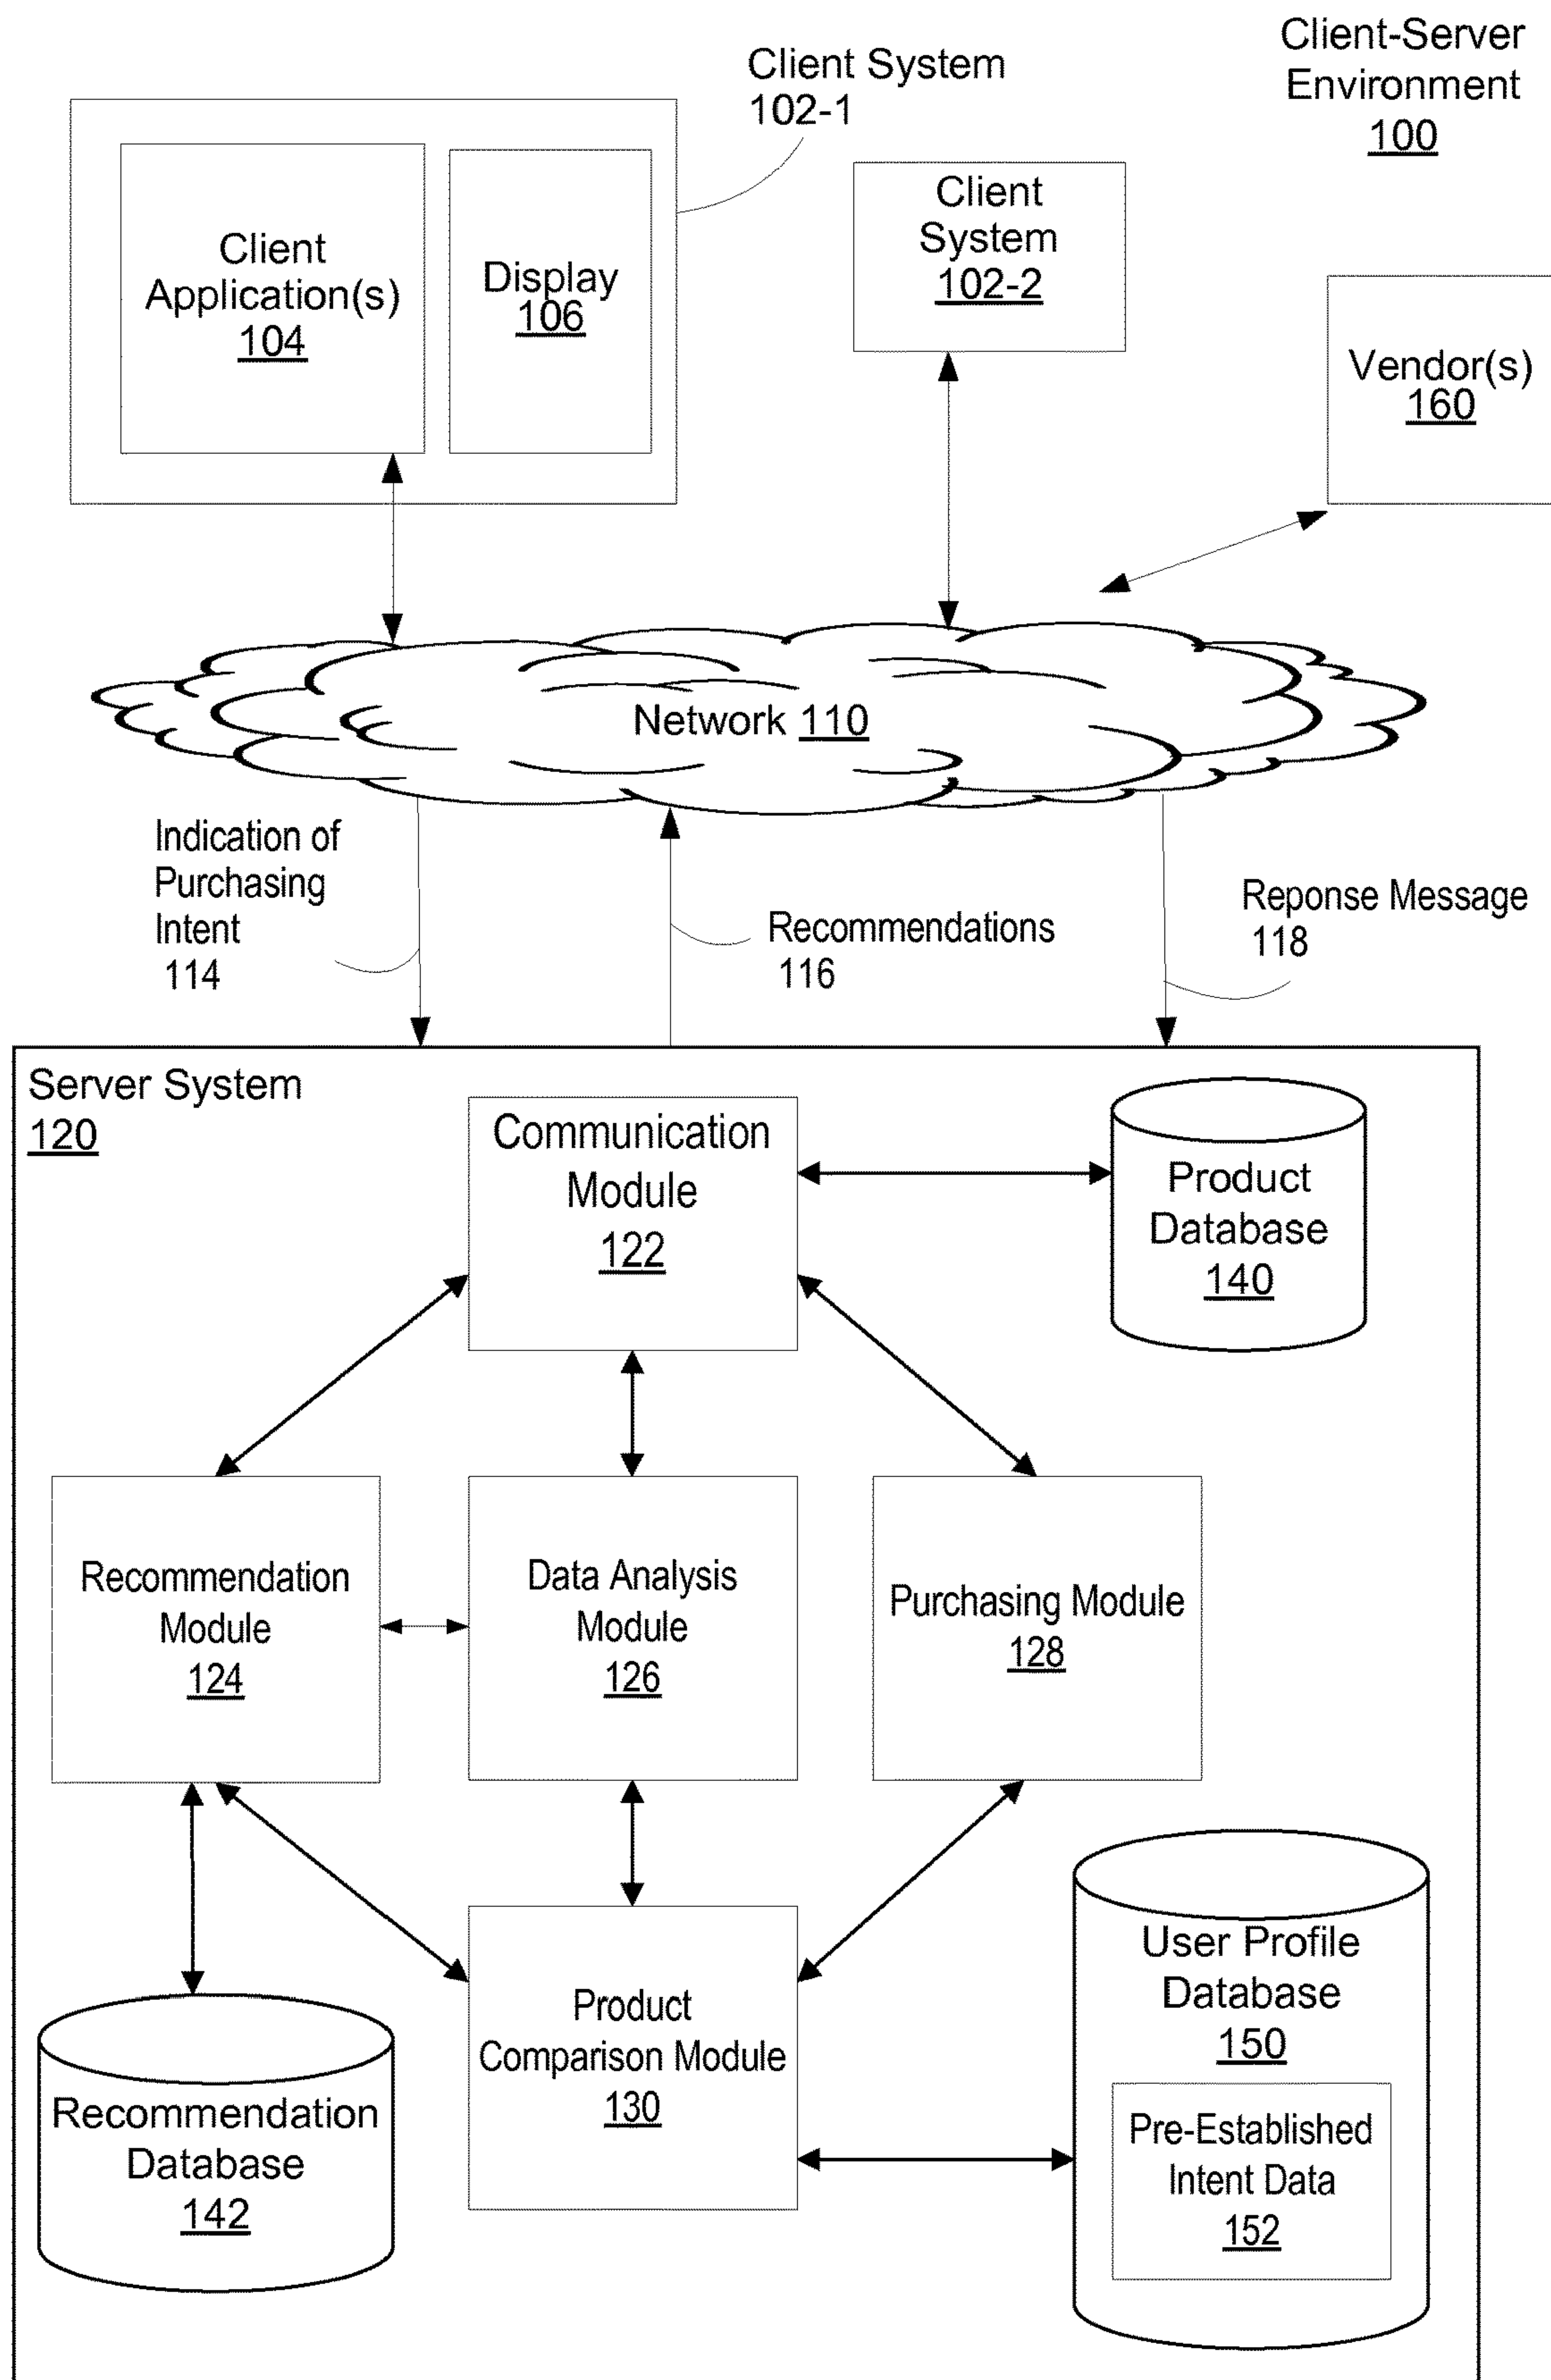 Client-Server
Environment
100
Client System
102-1
Client
Application(s)
104
Display
106
Client
System
102-2
Vendor(s)
160
Network 110
Indication of
Purchasing
Intent
114
Recommendations
116
Reponse Message
118
Server System
120
Communication
Module
122
Product
Database
140
Recommendation
Module
124
Data Analysis
Module
126
Purchasing Module
128
Product
Comparison Module
130
Recommendation
Database
142
User Profile
Database
150
Pre-Established
Intent Data
152